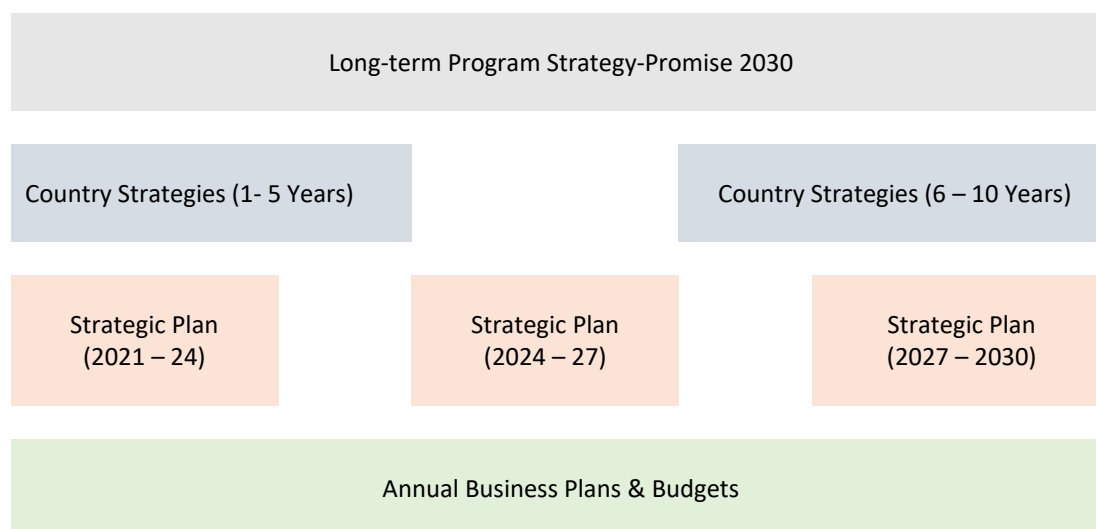 Long-term Program Strategy-Promise 2030
Country Strategies (1- 5 Years)
Country Strategies (6 – 10 Years)
Strategic Plan
(2021 – 24)
Strategic Plan
(2024 – 27)
Strategic Plan
(2027 – 2030)
Annual Business Plans & Budgets